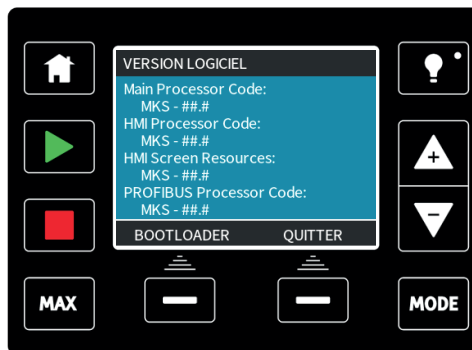 VERSION LOGICIEL
Main Processor Code:
MKS - ##.#
HMI Processor Code:
MKS - ##.#
HMI Screen Resources:
MKS - ##.#
PROFIBUS Processor Code:
MKS - ##.#
BOOTLOADER QUITTER
MAX
MODE